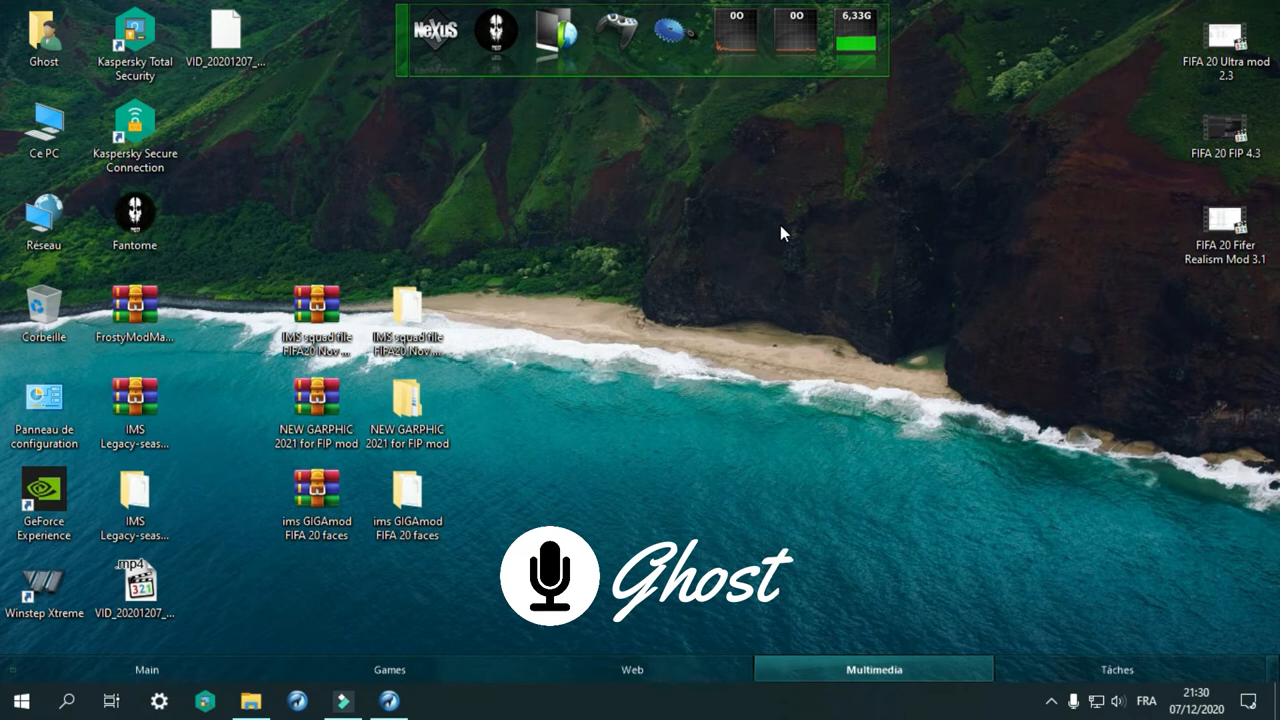 NeXuS
00
00
6,33G
Ghost
Kaspersky Total
Security
VID_20201207_...
FIFA 20 Ultra mod
2.3
Ce PC
Kaspersky Secure
Connection
FIFA 20 FIP 4.3
Réseau
Fantome
FIFA 20 Fifer
Realism Mod 3.1
Corbeille
FrostyModMa...
IMS squad file
FIFA20 Nov ...
IMS squad file
FIFA20 Nov ...
Panneau de
configuration
IMS
Legacy-seas...
NEW GARPHIC
2021 for FIP mod
NEW GARPHIC
2021 for FIP mod
GeForce
Experience
IMS
Legacy-seas...
ims GIGAmod
FIFA 20 faces
ims GIGAmod
FIFA 20 faces
.mp4
321
Winstep Xtreme
VID_20201207_...
Ghost
Main
Games
Web
Multimedia
Tâches
FRA
21:30
07/12/2020